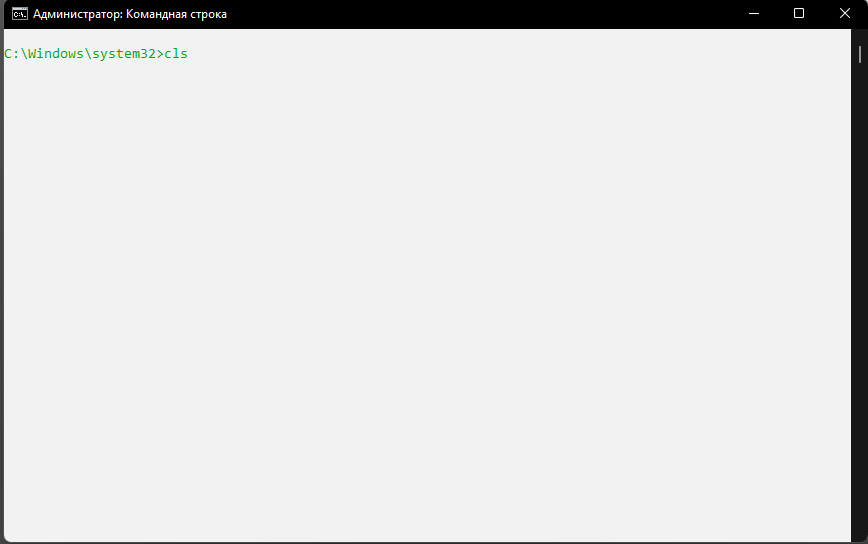 Администратор: Командная строка
C:\Windows\system32>cls